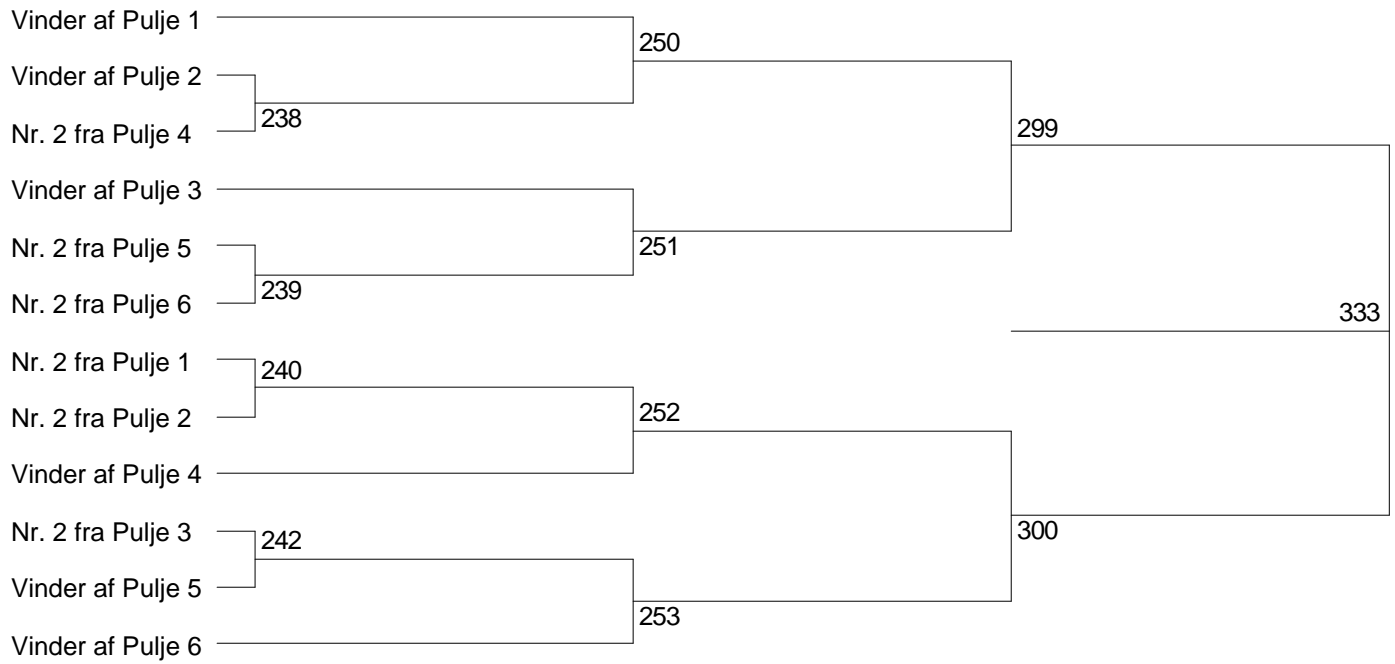 Vinder af Pulje 1
250
Vinder af Pulje 2
238
Nr. 2 fra Pulje 4
299
Vinder af Pulje 3
Nr. 2 fra Pulje 5
251
239
Nr. 2 fra Pulje 6
333
Nr. 2 fra Pulje 1
240
Nr. 2 fra Pulje 2
252
Vinder af Pulje 4
Nr. 2 fra Pulje 3
242
300
Vinder af Pulje 5
253
Vinder af Pulje 6